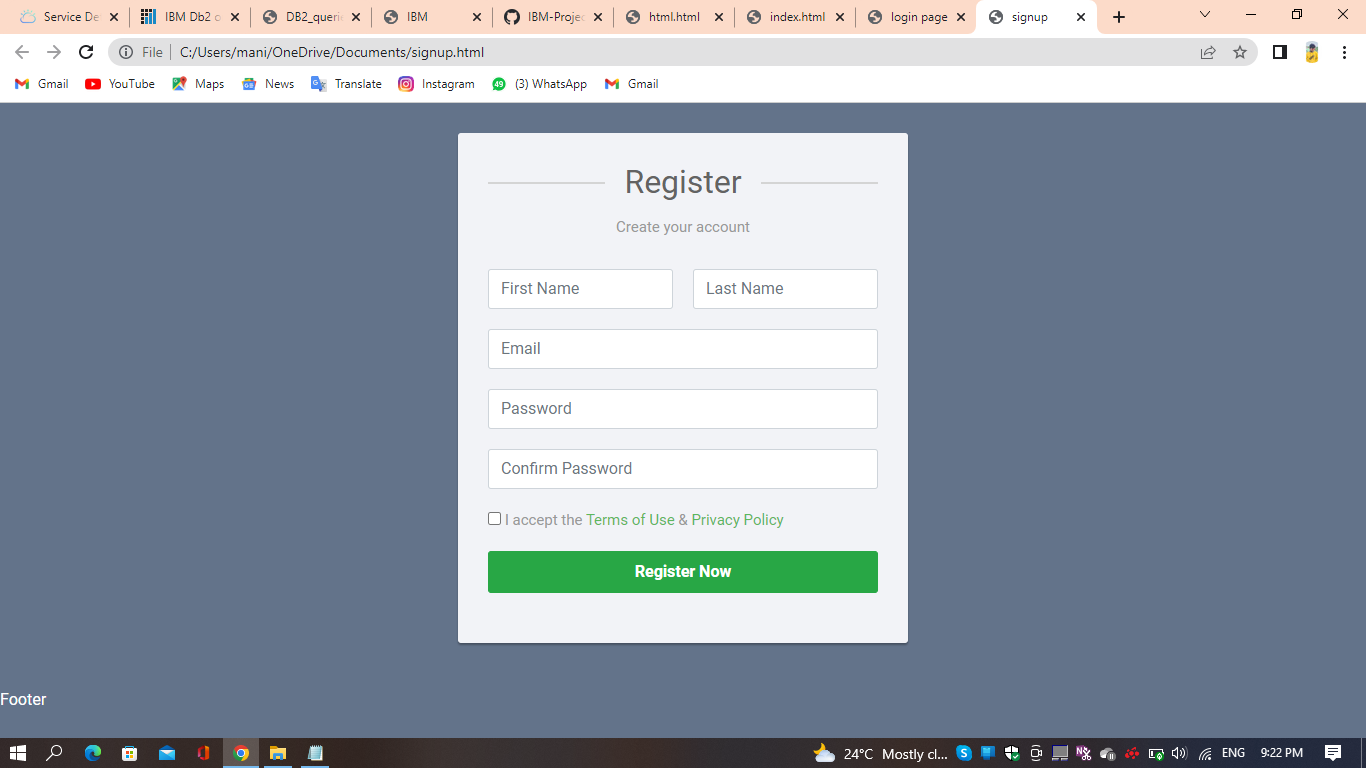 Service De
IBM Db2 o
DB2_queri
IBM
IBM-Projec
html.html
index.html
login page
signup
File
C:/Users/mani/OneDrive/Documents/signup.html
Gmail
YouTube
Maps
News
Translate
Instagram
49
(3) WhatsApp
Gmail
Register
Create your account
First Name
Last Name
Email
Password
Confirm Password
I accept the Terms of Use & Privacy Policy
Register Now
Footer
24°C Mostly cl...
ENG
9:22 PM